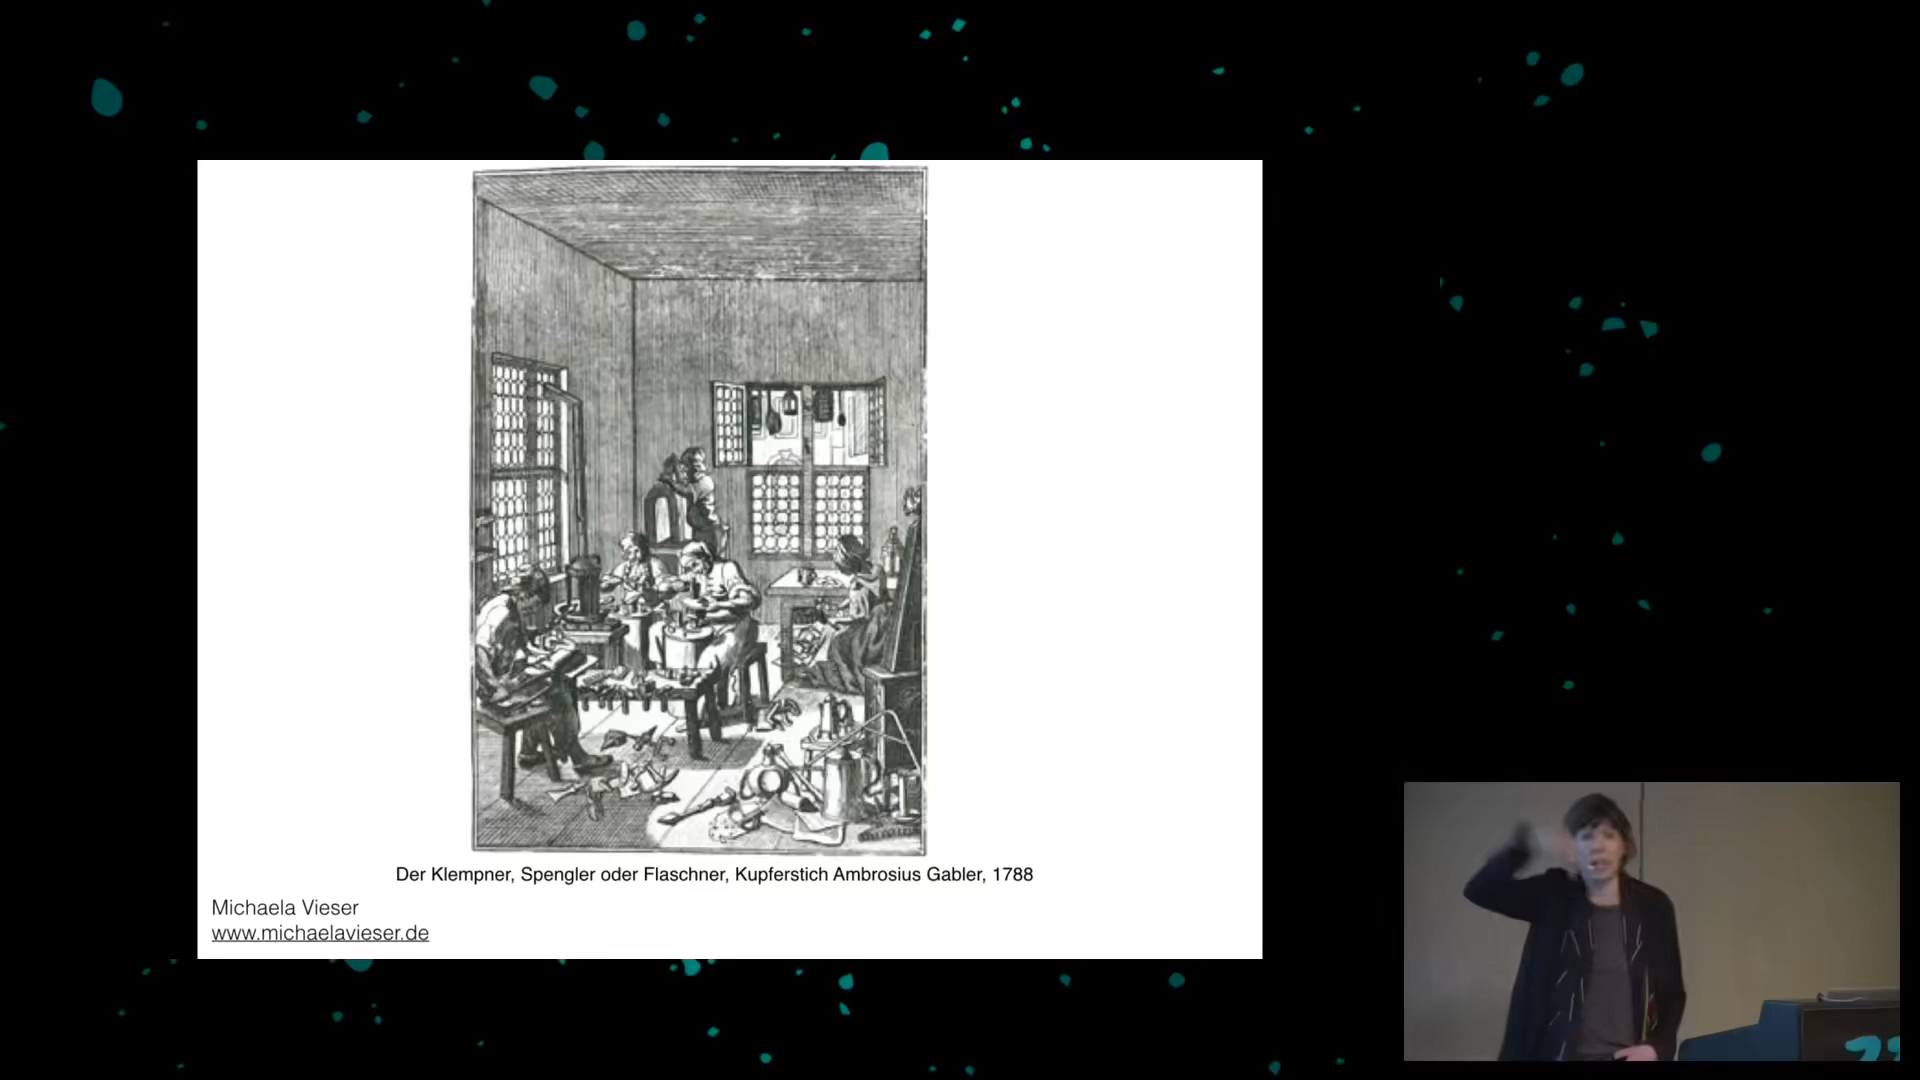 Der Klempner, Spengler oder Flaschner, Kupferstich Ambrosius Gabler, 1788
Michaela Vieser
www.michaelavieser.de